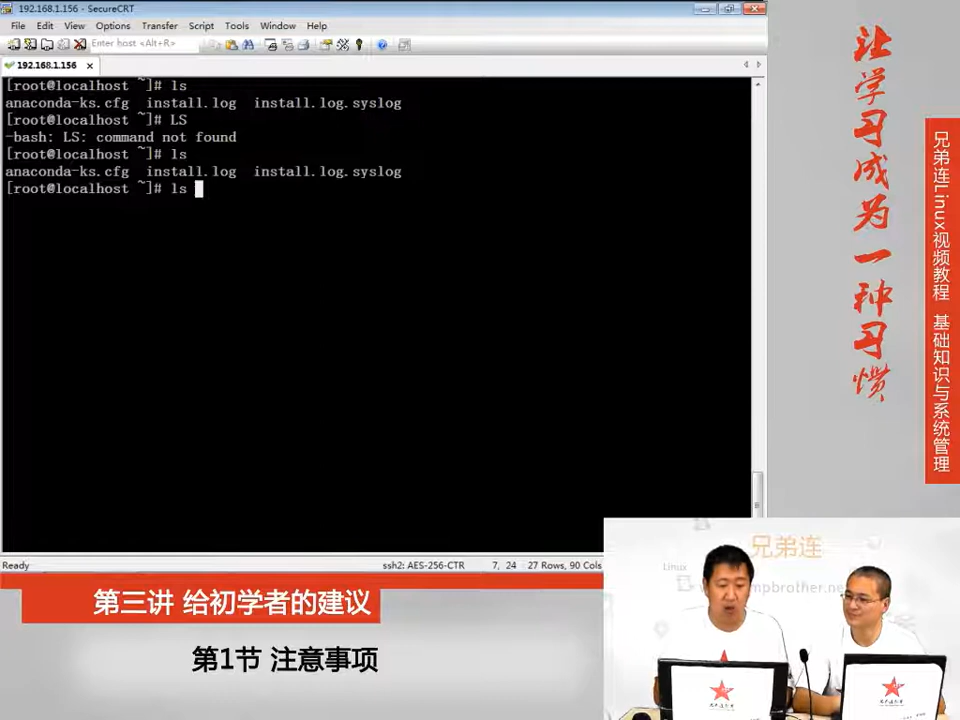 192.168.1.156 - SecureCRT
File Edit View Options Transfer Script Tools Window Help
Enter host <Alt+R>
192.168.1.156
[root@localhost ~]# ls
anaconda-ks.cfg install.log install.log.syslog
[root@localhost ~]# LS
-bash: LS: command not found
[root@localhost ~]# ls
anaconda-ks.cfg install.log install.log.syslog
[root@localhost ~]# ls
Ready ssh2: AES-256-CTR 7, 24 27 Rows, 90 Cols
让学习成为一种习惯
兄弟连Linux视频教程 基础知识与系统管理
第三讲 给初学者的建议
第1节 注意事项
兄弟连
Linux
mpbrother.ne